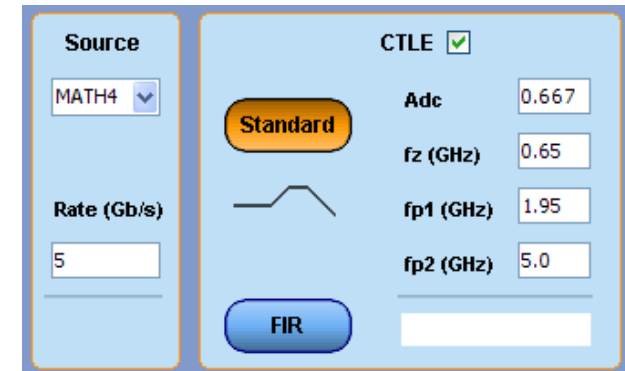 Source
MATH4
Rate (Gb/s)
5
CTLE
Standard
FIR
Adc 0.667
fz (GHz) 0.65
fp1 (GHz) 1.95
fp2 (GHz) 5.0